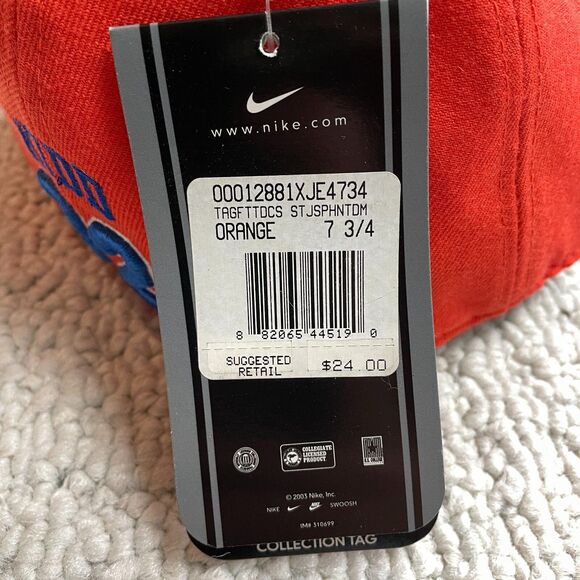 www.nike.com
00012881XJE4734
TAGFTTDCS STJSPHNTDM
ORANGE 7 3/4
8 82065 44519 0
SUGGESTED
RETAIL
$24.00
COLLEGIATE
LICENSED
PRODUCT
© 2003 Nike, Inc.
NIKE SWOOSH
IM# 310699
COLLECTION TAG